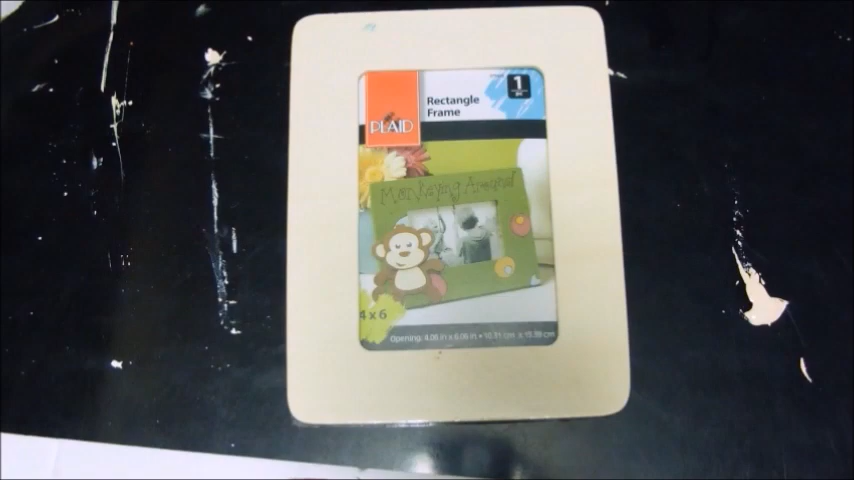 1
Rectangle
Frame
PLAID
Monkeying Around
4 x 6
Opening: 4.06 in x 6.06 in • 10.31 cm x 15.39 cm